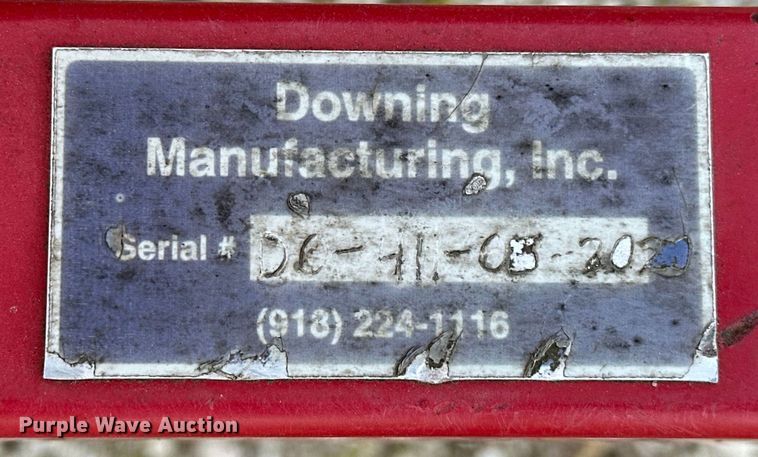 Downing
Manufacturing, Inc.
Serial #
(918) 224-1116
Purple Wave Auction